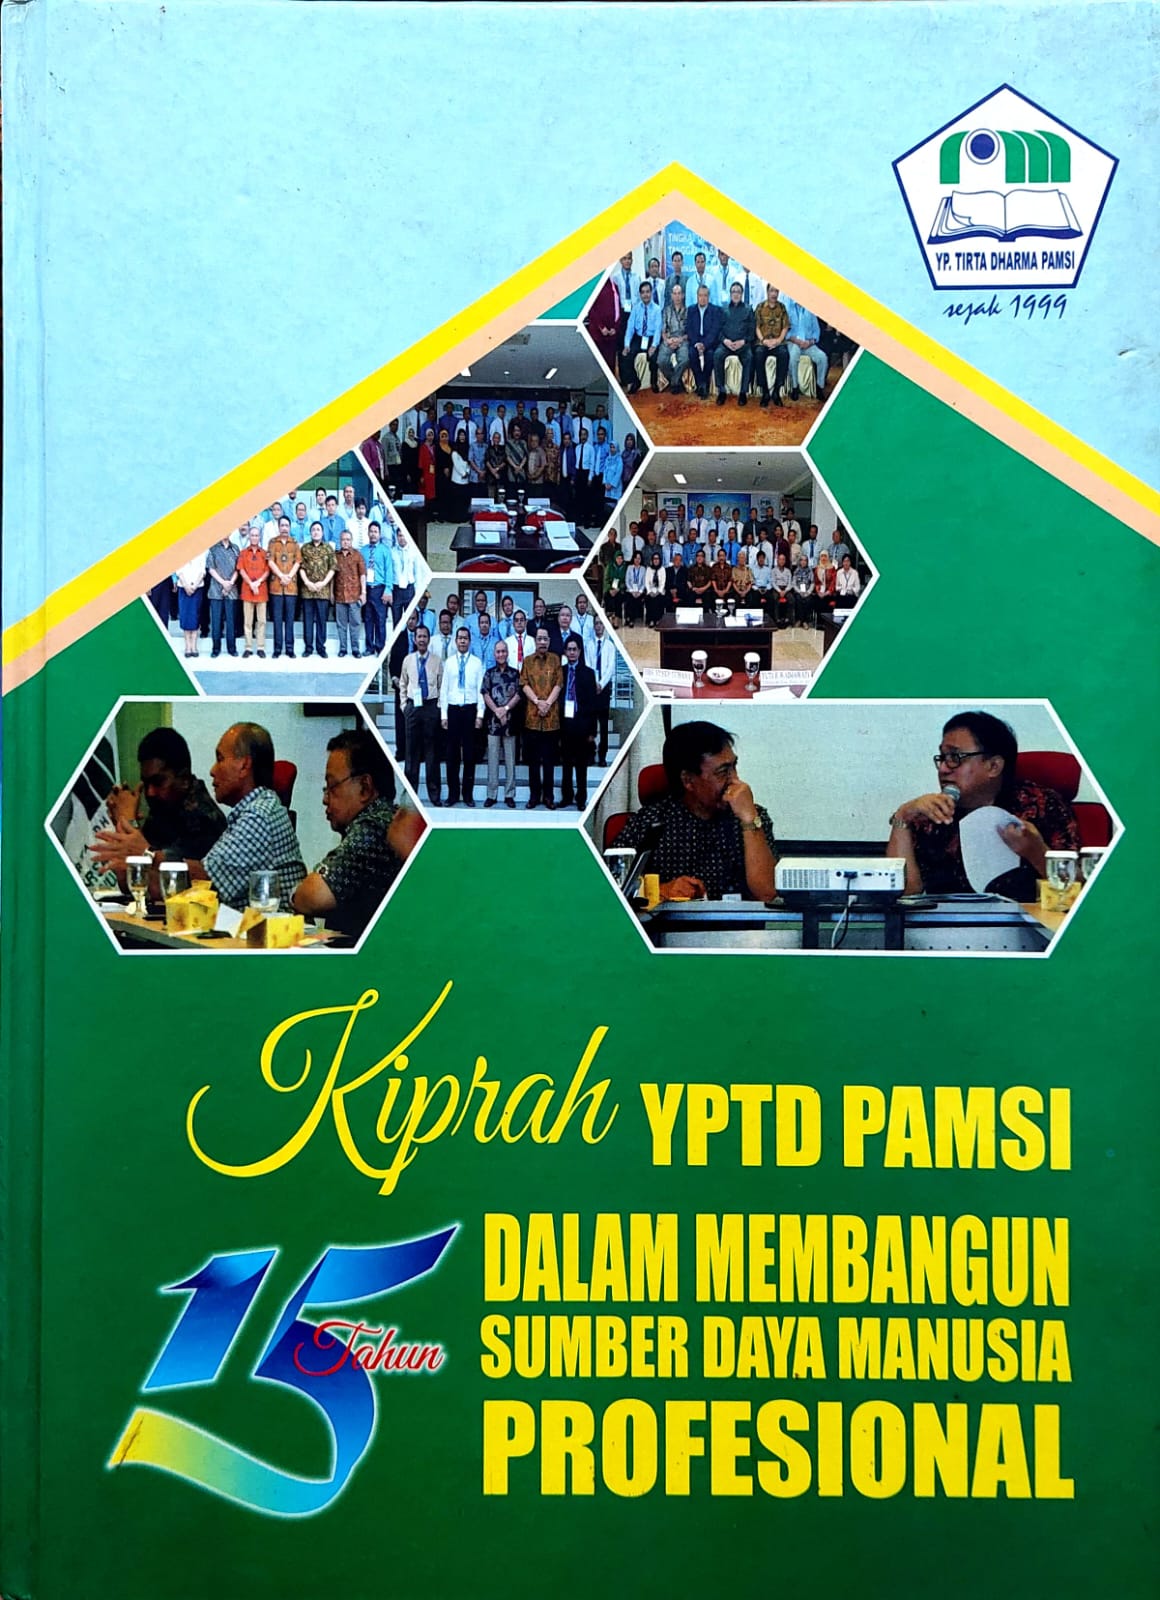 YP. TIRTA DHARMA PAMSI
sejak 1999
Kiprah YPTD PAMSI
15 Tahun
DALAM MEMBANGUN
SUMBER DAYA MANUSIA
PROFESIONAL